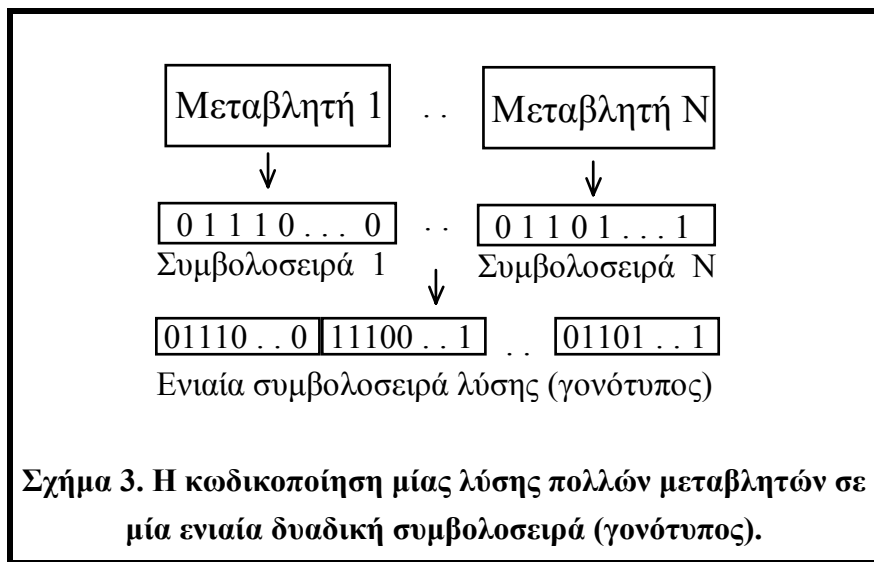 Μεταβλητή 1 . . Μεταβλητή N
0 1 1 1 0 . . . 0 . . 0 1 1 0 1 . . . 1
Συμβολοσειρά 1 Συμβολοσειρά N
01110 . . 0 11100 . . 1 . . 01101 . . 1
Ενιαία συμβολοσειρά λύσης (γονότυπος)
Σχήμα 3. Η κωδικοποίηση μίας λύσης πολλών μεταβλητών σε
μία ενιαία δυαδική συμβολοσειρά (γονότυπος).